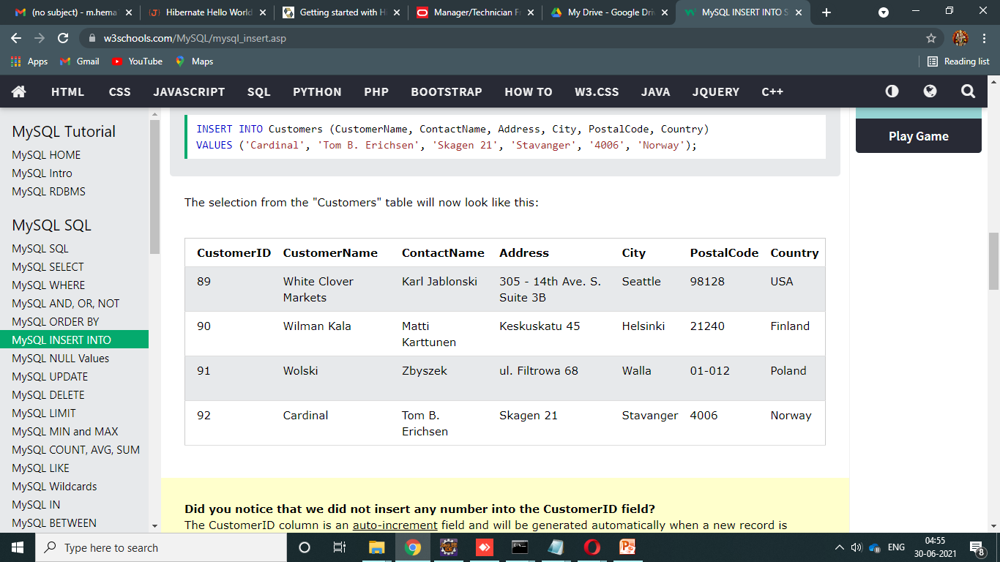 (no subject) - m.hema
Hibernate Hello World
Getting started with H
Manager/Technician F
My Drive - Google Dri
MySQL INSERT INTO S
w3schools.com/MySQL/mysql_insert.asp
Apps Gmail YouTube Maps Reading list
HTML CSS JAVASCRIPT SQL PYTHON PHP BOOTSTRAP HOW TO W3.CSS JAVA JQUERY C++
MySQL Tutorial
MySQL HOME
MySQL Intro
MySQL RDBMS
MySQL SQL
MySQL SQL
MySQL SELECT
MySQL WHERE
MySQL AND, OR, NOT
MySQL ORDER BY
MySQL INSERT INTO
MySQL NULL Values
MySQL UPDATE
MySQL DELETE
MySQL LIMIT
MySQL MIN and MAX
MySQL COUNT, AVG, SUM
MySQL LIKE
MySQL Wildcards
MySQL IN
MySQL BETWEEN
INSERT INTO Customers (CustomerName, ContactName, Address, City, PostalCode, Country)
VALUES ('Cardinal', 'Tom B. Erichsen', 'Skagen 21', 'Stavanger', '4006', 'Norway');
The selection from the "Customers" table will now look like this:
CustomerID CustomerName ContactName Address City PostalCode Country
89 White Clover Markets Karl Jablonski 305 - 14th Ave. S. Suite 3B Seattle 98128 USA
90 Wilman Kala Matti Karttunen Keskuskatu 45 Helsinki 21240 Finland
91 Wolski Zbyszek ul. Filtrowa 68 Walla 01-012 Poland
92 Cardinal Tom B. Erichsen Skagen 21 Stavanger 4006 Norway
Did you notice that we did not insert any number into the CustomerID field?
The CustomerID column is an auto-increment field and will be generated automatically when a new record is
Play Game
Type here to search
ENG
04:55
30-06-2021
8